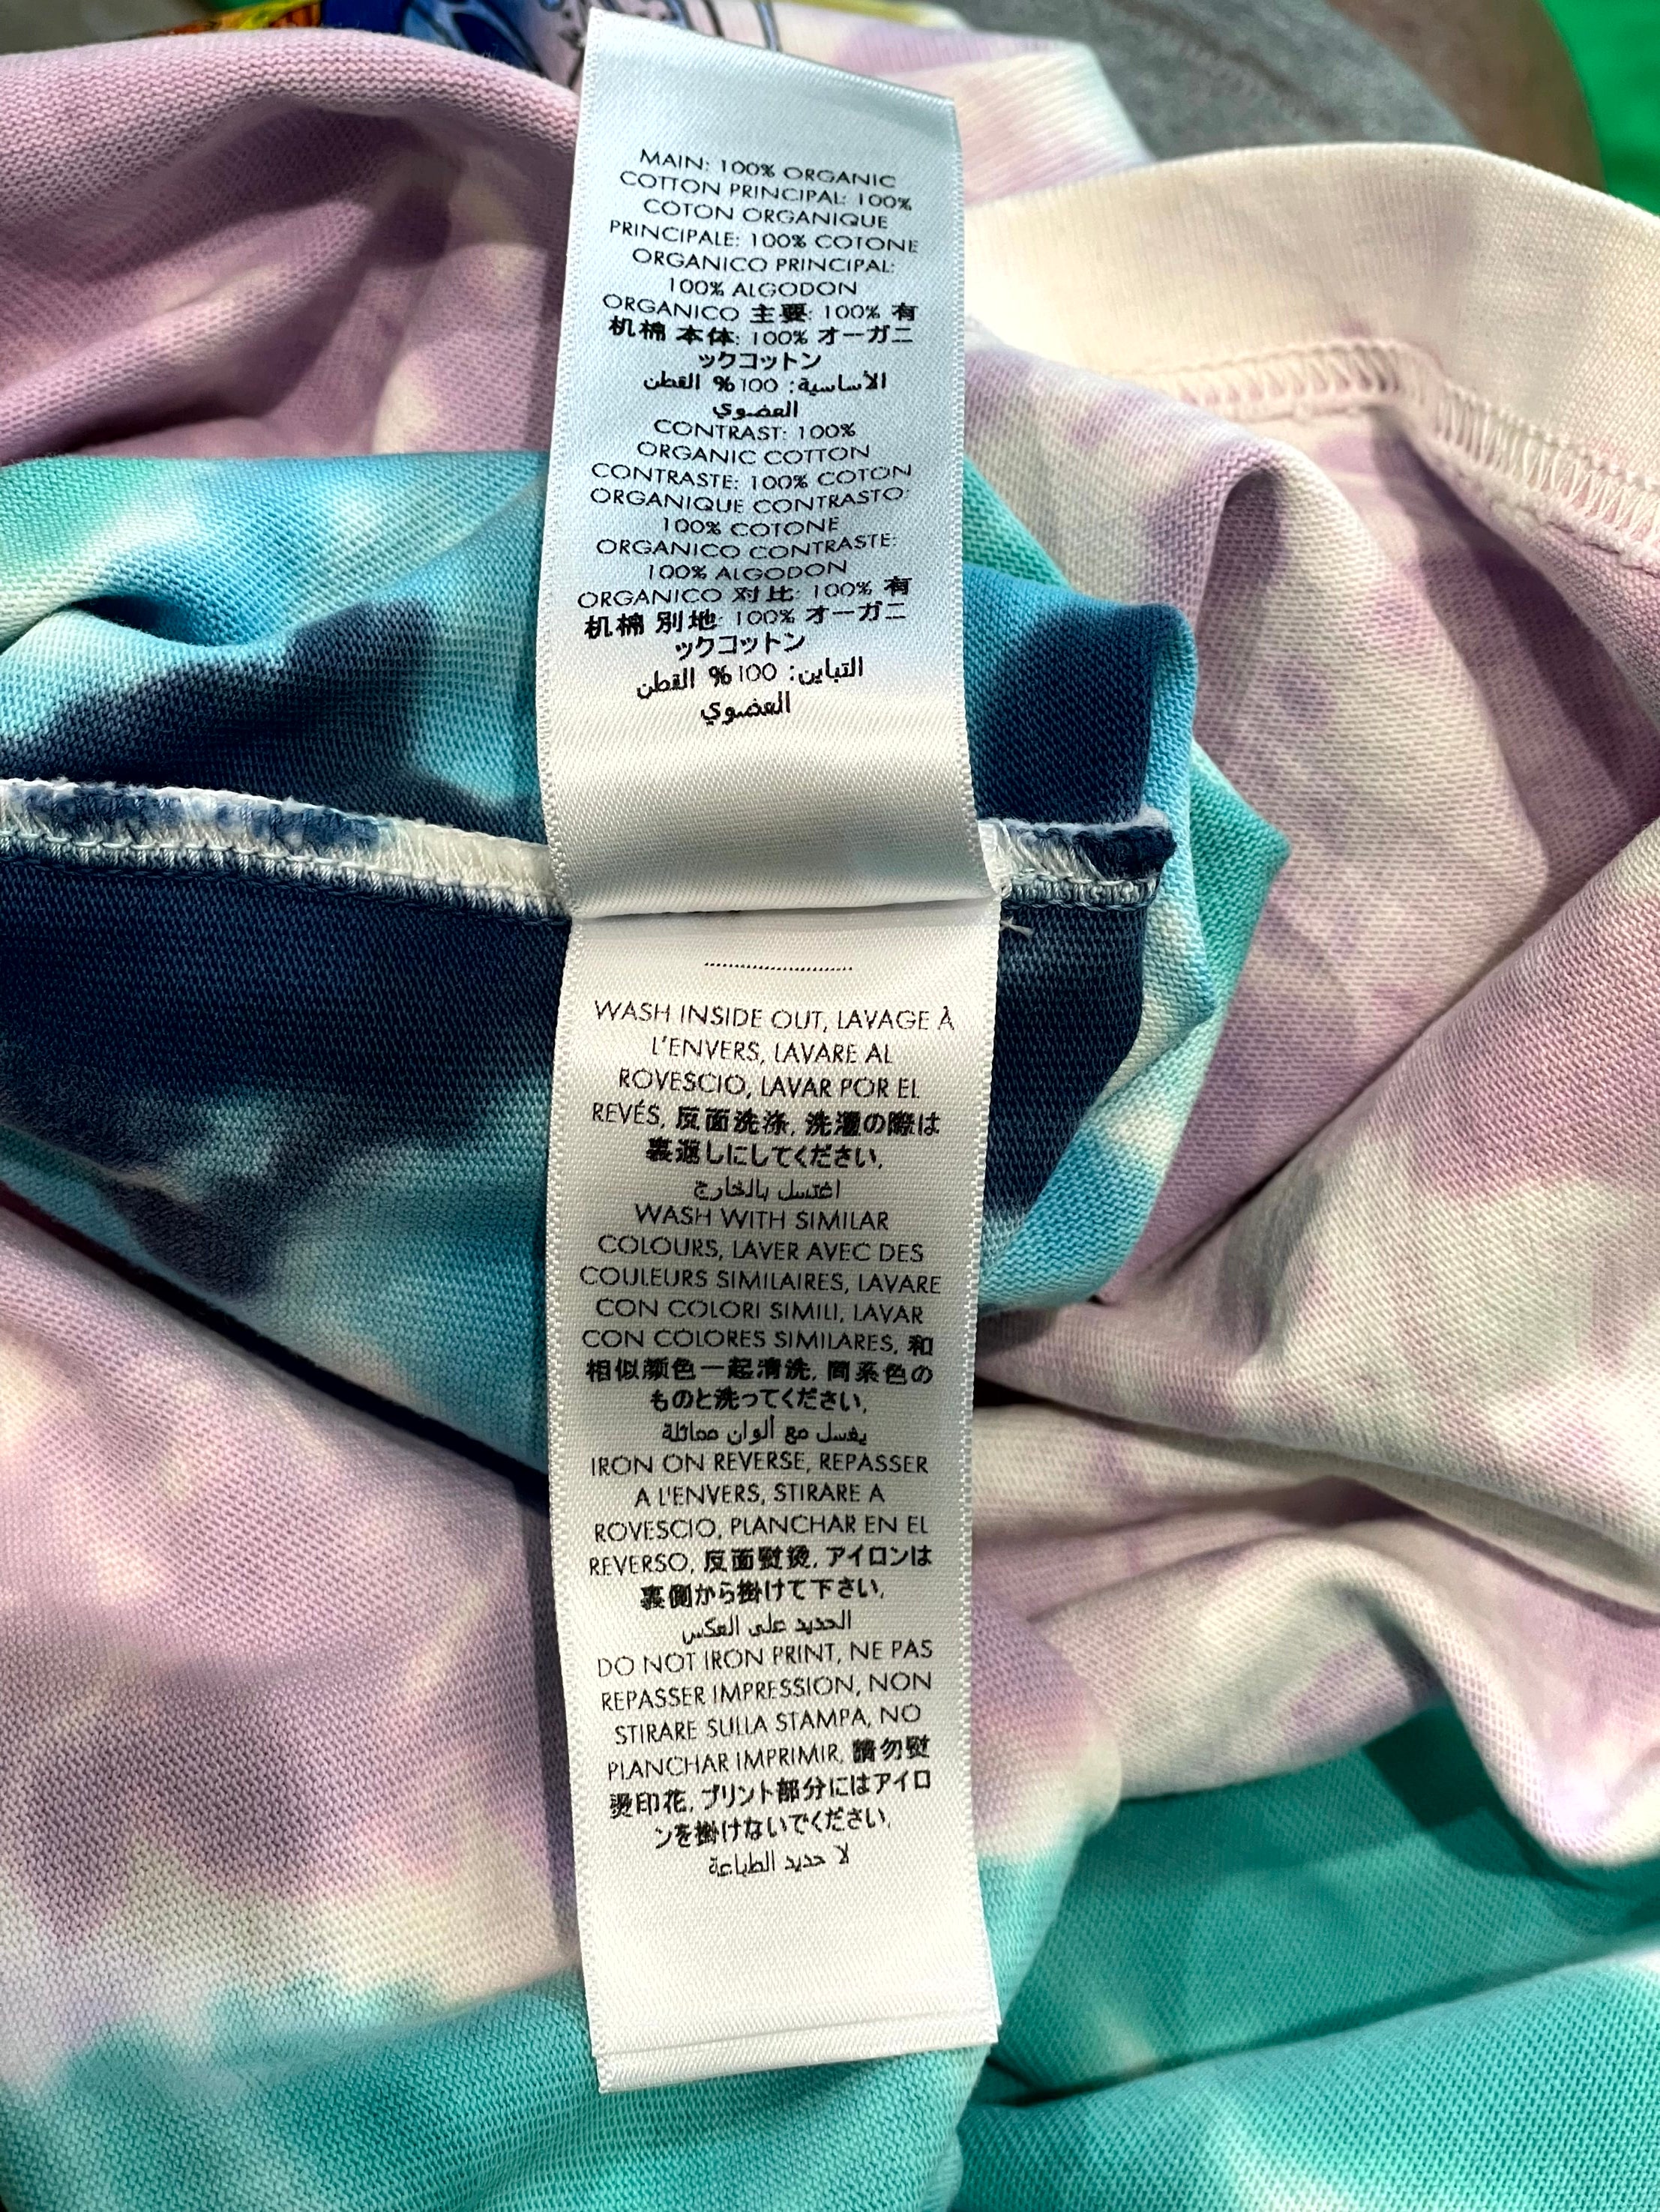 MAIN: 100% ORGANIC
COTTON PRINCIPAL: 100%
COTON ORGANIQUE
PRINCIPALE: 100% COTONE
ORGANICO PRINCIPAL:
100% ALGODON
ORGANICO 主要: 100% 有
机棉 本体: 100% オーガニ
ックコットン
الأساسية: 100 % القطن
العضوي
CONTRAST: 100%
ORGANIC COTTON
CONTRASTE: 100% COTON
ORGANIQUE CONTRASTO:
100% COTONE
ORGANICO CONTRASTE:
100% ALGODON
ORGANICO 对比: 100% 有
机棉 別地: 100% オーガニ
ックコットン
التباين: 100 % القطن
العضوي
WASH INSIDE OUT, LAVAGE À
L'ENVERS, LAVARE AL
ROVESCIO, LAVAR POR EL
REVÉS, 反面洗涤, 洗濯の際は
裏返しにしてください,
اغتسل بالخارج
WASH WITH SIMILAR
COLOURS, LAVER AVEC DES
COULEURS SIMILAIRES, LAVARE
CON COLORI SIMILI, LAVAR
CON COLORES SIMILARES, 和
相似颜色一起清洗, 同系色の
ものと洗ってください,
يغسل مع ألوان مماثلة
IRON ON REVERSE, REPASSER
A L'ENVERS, STIRARE A
ROVESCIO, PLANCHAR EN EL
REVERSO, 反面熨烫, アイロンは
裏側から掛けて下さい,
الحديد على العكس
DO NOT IRON PRINT, NE PAS
REPASSER IMPRESSION, NON
STIRARE SULLA STAMPA, NO
PLANCHAR IMPRIMIR, 請勿熨
燙印花, プリント部分にはアイロ
ンを掛けないでください,
لا حديد الطباعة